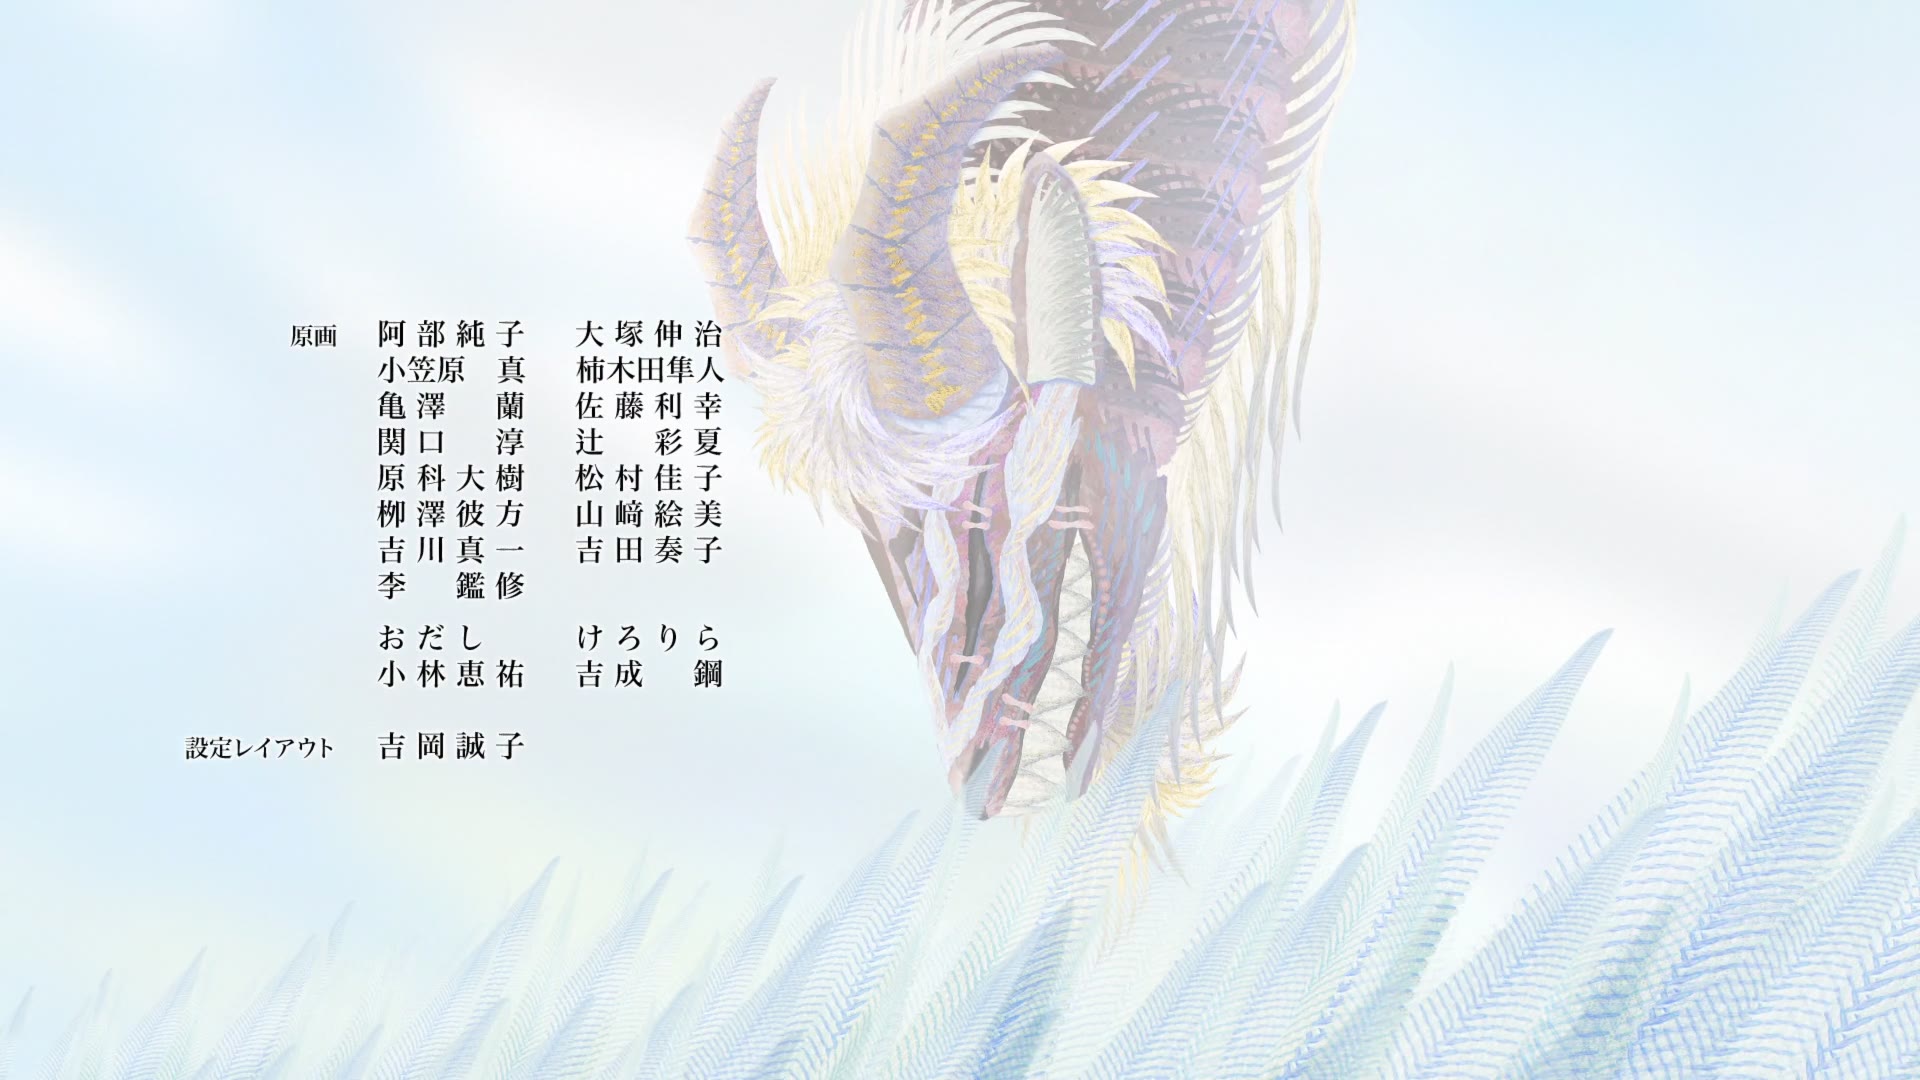 原画 阿部純子 大塚伸治
小笠原 真 柿木田隼人
亀澤 蘭 佐藤利幸
関口 淳 辻 彩夏
原科大樹 松村佳子
栁澤彼方 山﨑絵美
吉川真一 吉田奏子
李 鑑修
おだし けろりら
小林恵祐 吉成 鋼
設定レイアウト 吉岡誠子